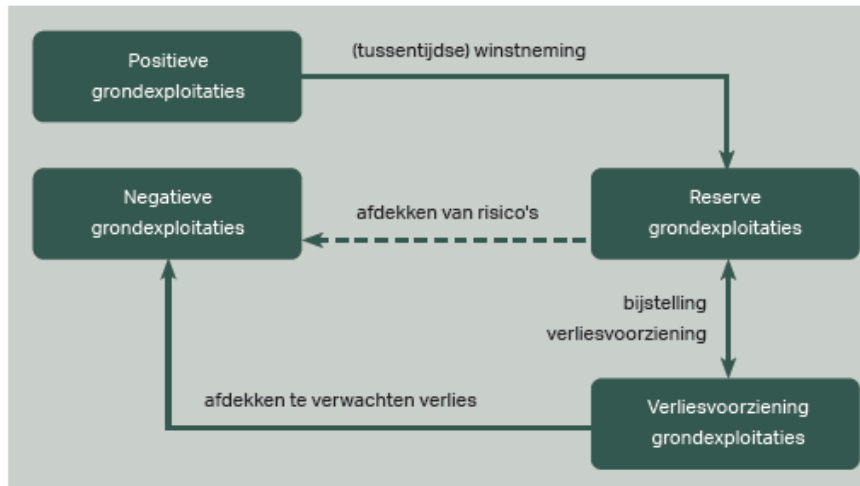 Positieve
grondexploitaties
(tussentijdse) winstneming
Negatieve
grondexploitaties
afdekken van risico's
Reserve
grondexploitaties
bijstelling
verliesvoorziening
afdekken te verwachten verlies
Verliesvoorziening
grondexploitaties